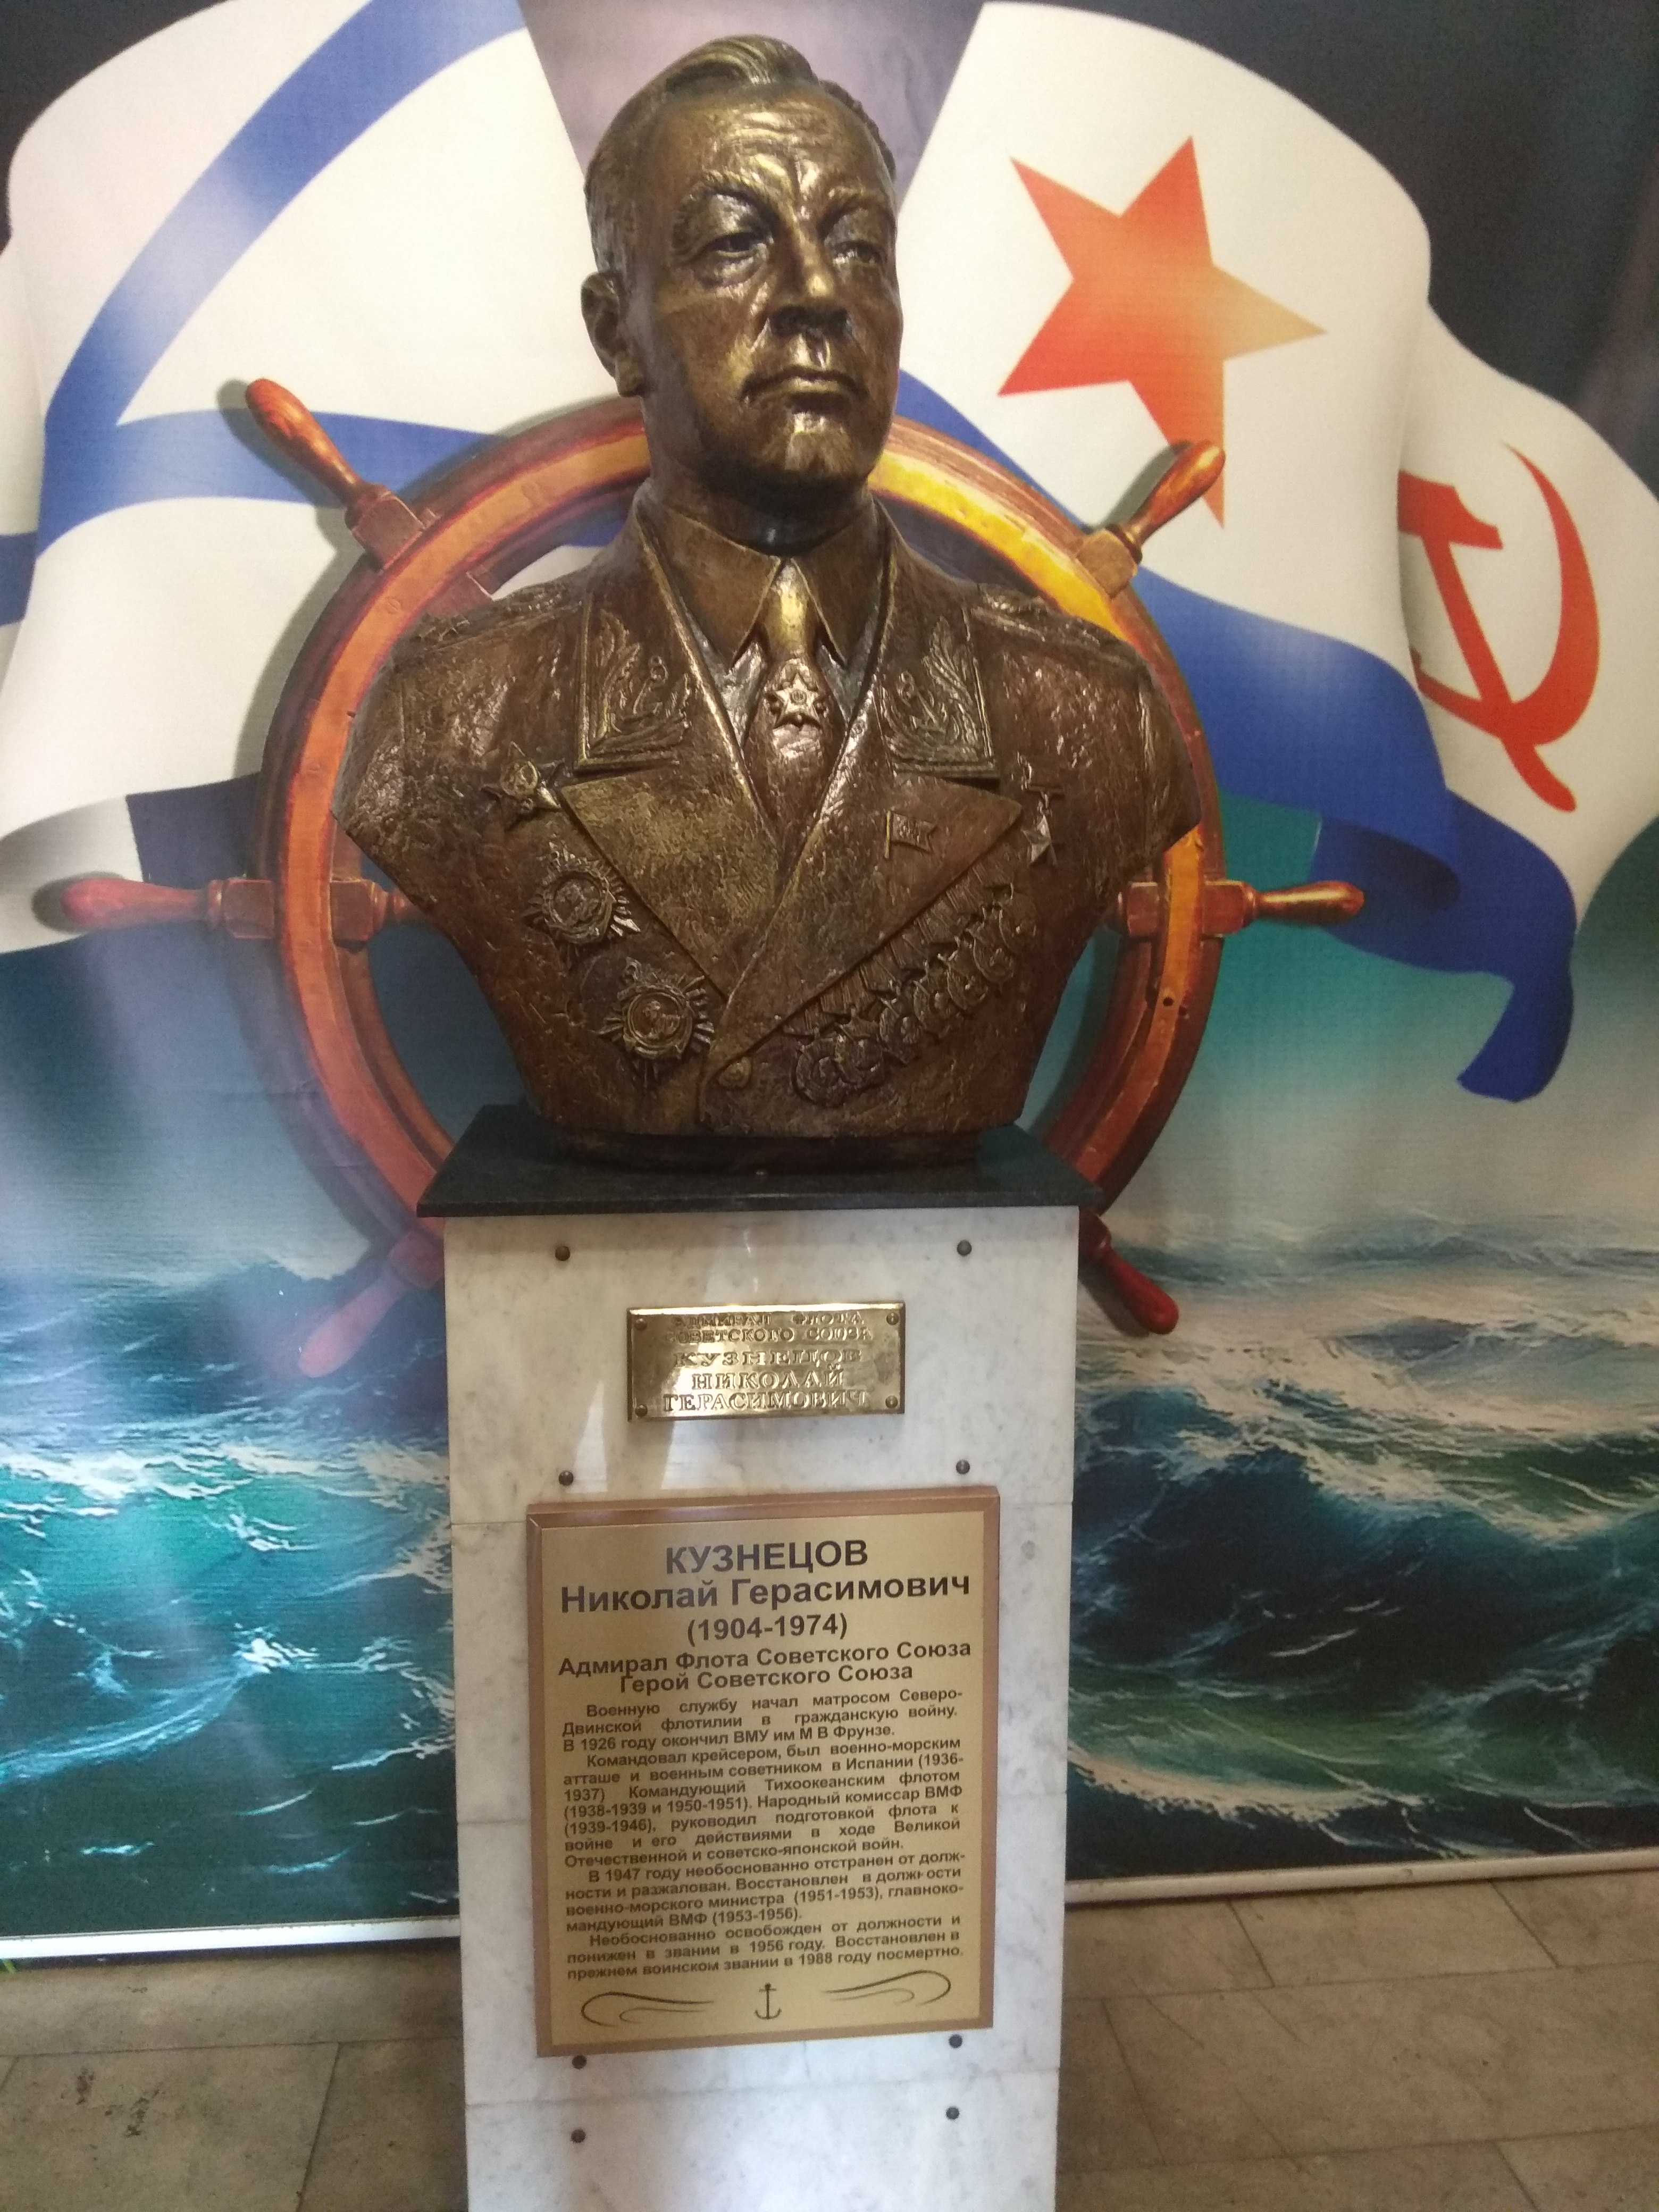 АДМИРАЛ ФЛОТА
СОВЕТСКОГО СОЮЗА
КУЗНЕЦОВ
НИКОЛАЙ
ГЕРАСИМОВИЧ
КУЗНЕЦОВ
Николай Герасимович
(1904-1974)
Адмирал Флота Советского Союза
Герой Советского Союза
Военную службу начал матросом Северо-
Двинской флотилии в гражданскую войну.
В 1926 году окончил ВМУ им М В Фрунзе.
Командовал крейсером, был военно-морским
атташе и военным советником в Испании (1936-
1937) Командующий Тихоокеанским флотом
(1938-1939 и 1950-1951). Народный комиссар ВМФ
(1939-1946), руководил подготовкой флота к
войне и его действиями в ходе Великой
Отечественной и советско-японской войн.
В 1947 году необоснованно отстранен от долж-
ности и разжалован. Восстановлен в должности
военно-морского министра (1951-1953), главноко-
мандующий ВМФ (1953-1956).
Необоснованно освобожден от должности и
понижен в звании в 1956 году. Восстановлен в
прежнем воинском звании в 1988 году посмертно.